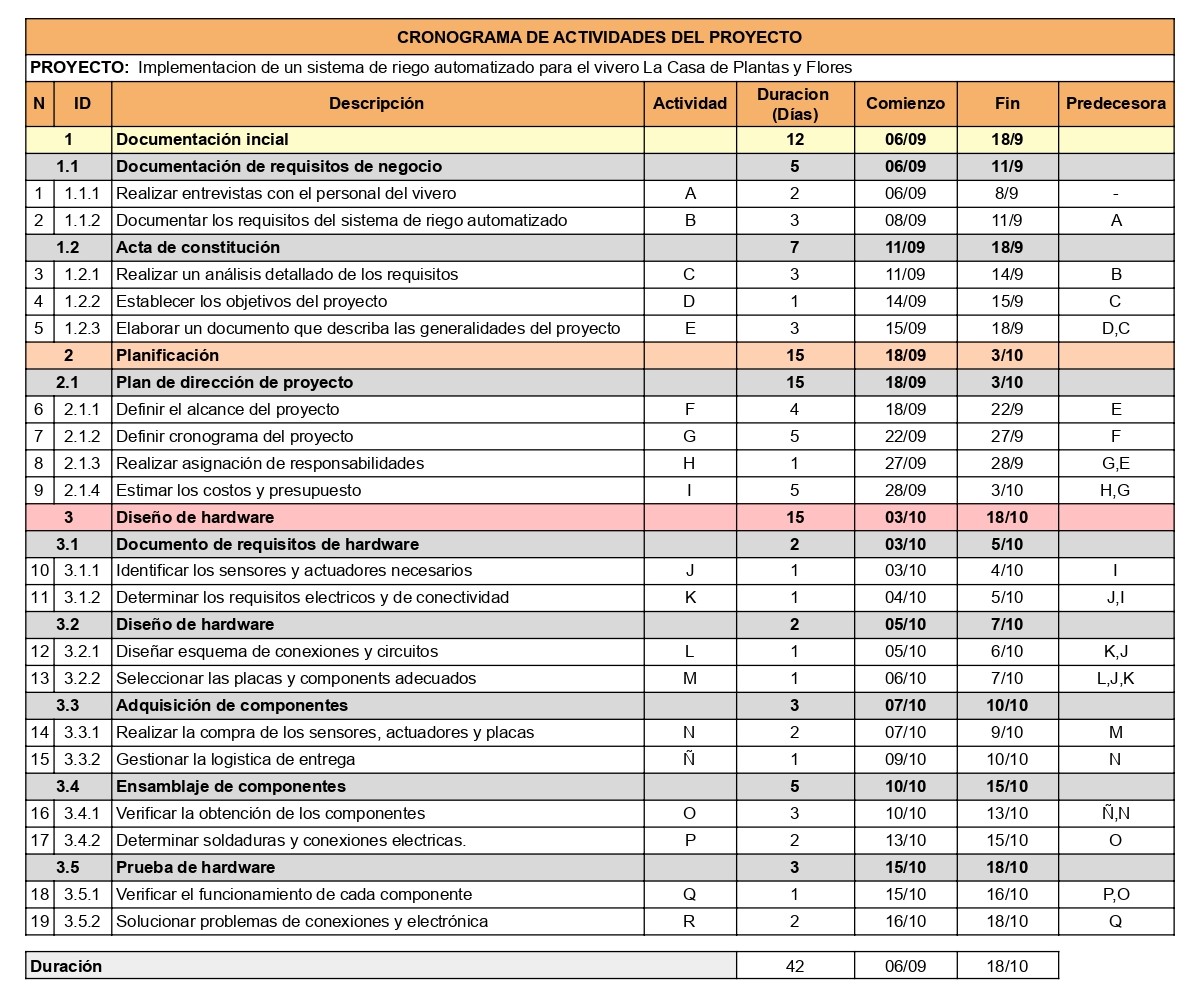 CRONOGRAMA DE ACTIVIDADES DEL PROYECTO
PROYECTO: Implementacion de un sistema de riego automatizado para el vivero La Casa de Plantas y Flores
N ID Descripción Actividad Duracion (Días) Comienzo Fin Predecesora
1 Documentación incial 12 06/09 18/9
1.1 Documentación de requisitos de negocio 5 06/09 11/9
1 1.1.1 Realizar entrevistas con el personal del vivero A 2 06/09 8/9 -
2 1.1.2 Documentar los requisitos del sistema de riego automatizado B 3 08/09 11/9 A
1.2 Acta de constitución 7 11/09 18/9
3 1.2.1 Realizar un análisis detallado de los requisitos C 3 11/09 14/9 B
4 1.2.2 Establecer los objetivos del proyecto D 1 14/09 15/9 C
5 1.2.3 Elaborar un documento que describa las generalidades del proyecto E 3 15/09 18/9 D,C
2 Planificación 15 18/09 3/10
2.1 Plan de dirección de proyecto 15 18/09 3/10
6 2.1.1 Definir el alcance del proyecto F 4 18/09 22/9 E
7 2.1.2 Definir cronograma del proyecto G 5 22/09 27/9 F
8 2.1.3 Realizar asignación de responsabilidades H 1 27/09 28/9 G,E
9 2.1.4 Estimar los costos y presupuesto I 5 28/09 3/10 H,G
3 Diseño de hardware 15 03/10 18/10
3.1 Documento de requisitos de hardware 2 03/10 5/10
10 3.1.1 Identificar los sensores y actuadores necesarios J 1 03/10 4/10 I
11 3.1.2 Determinar los requisitos electricos y de conectividad K 1 04/10 5/10 J,I
3.2 Diseño de hardware 2 05/10 7/10
12 3.2.1 Diseñar esquema de conexiones y circuitos L 1 05/10 6/10 K,J
13 3.2.2 Seleccionar las placas y components adecuados M 1 06/10 7/10 L,J,K
3.3 Adquisición de componentes 3 07/10 10/10
14 3.3.1 Realizar la compra de los sensores, actuadores y placas N 2 07/10 9/10 M
15 3.3.2 Gestionar la logistica de entrega Ñ 1 09/10 10/10 N
3.4 Ensamblaje de componentes 5 10/10 15/10
16 3.4.1 Verificar la obtención de los componentes O 3 10/10 13/10 Ñ,N
17 3.4.2 Determinar soldaduras y conexiones electricas. P 2 13/10 15/10 O
3.5 Prueba de hardware 3 15/10 18/10
18 3.5.1 Verificar el funcionamiento de cada componente Q 1 15/10 16/10 P,O
19 3.5.2 Solucionar problemas de conexiones y electrónica R 2 16/10 18/10 Q
Duración 42 06/09 18/10